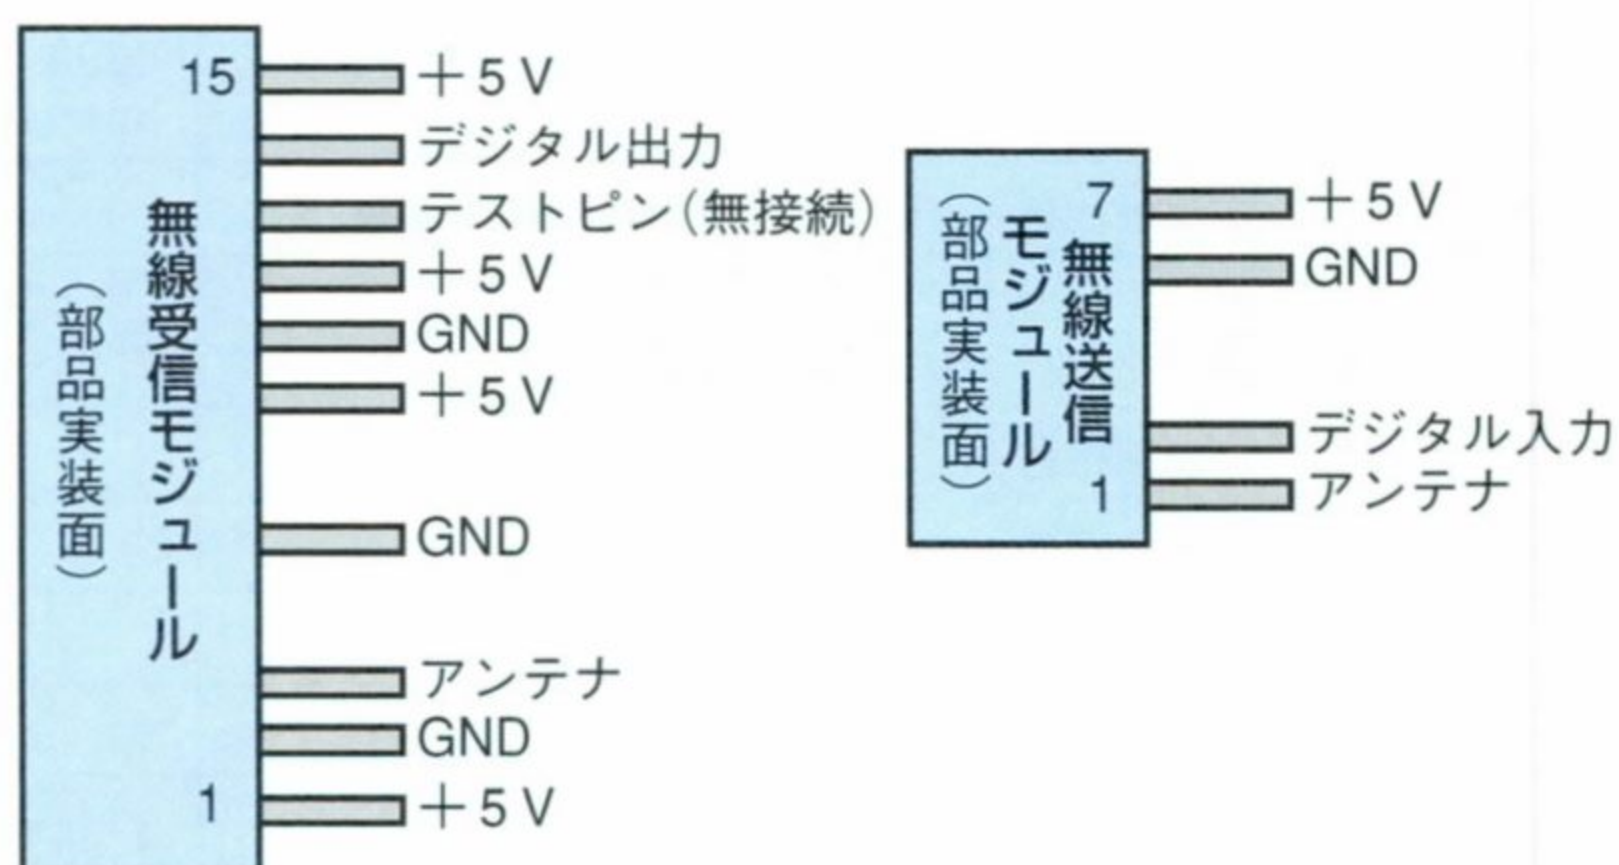 15
+5V
デジタル出力
テストピン(無接続)
+5V
GND
+5V
GND
アンテナ
GND
1
+5V
無線受信モジュール
(部品実装面)
7
+5V
GND
デジタル入力
1
アンテナ
無線送信
モジュール
(部品実装面)